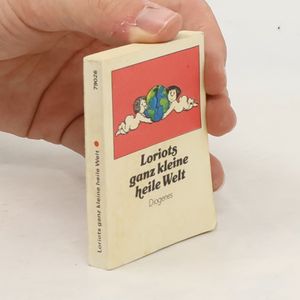 Loriots
ganz kleine
heile Welt
Diogenes
Loriots ganz kleine heile Welt
79026